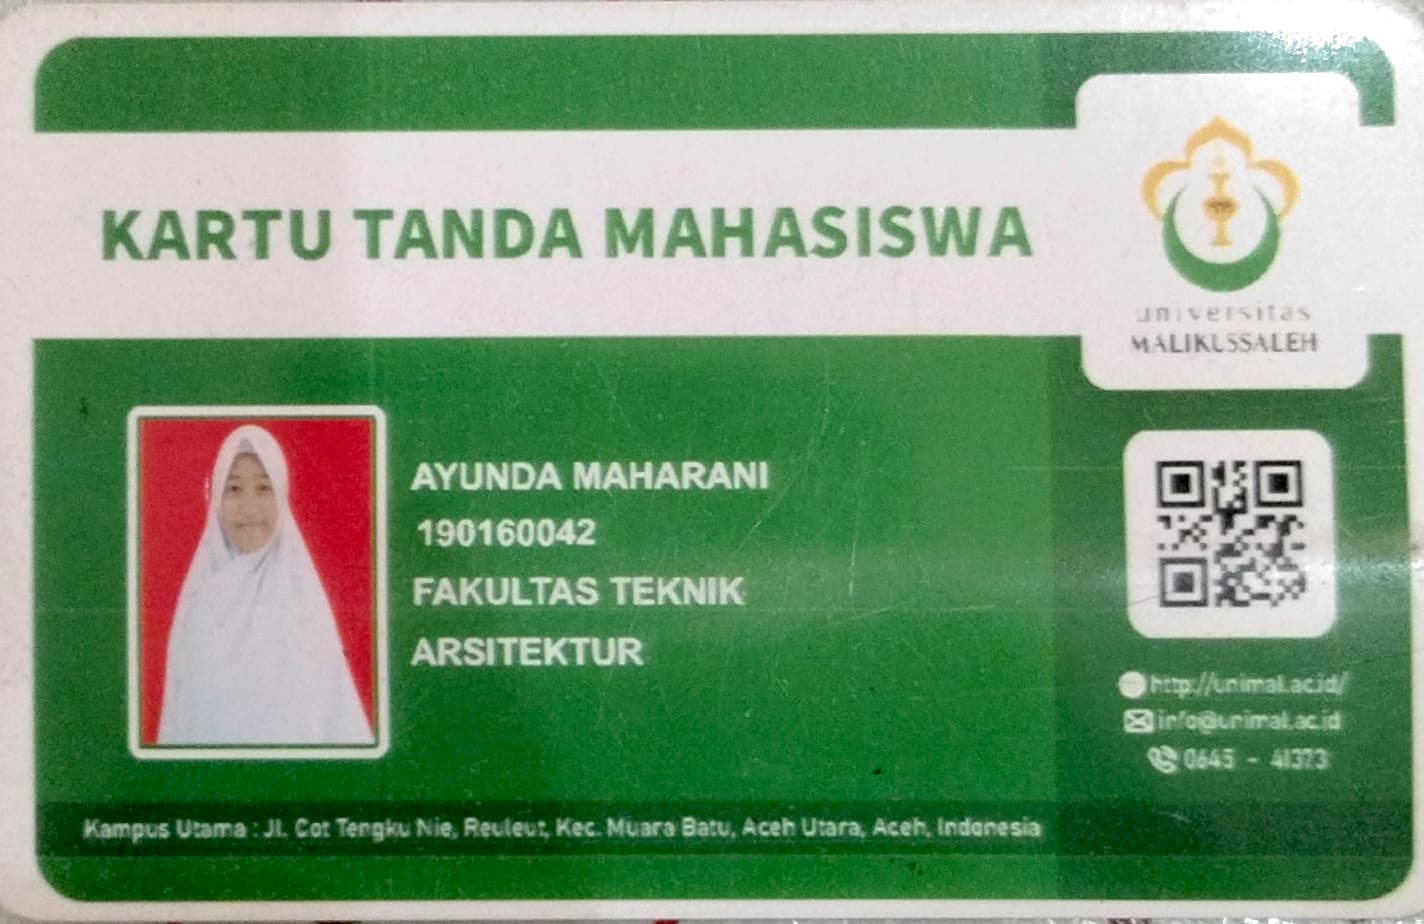 KARTU TANDA MAHASISWA
universitas
MALIKUSSALEH
AYUNDA MAHARANI
190160042
FAKULTAS TEKNIK
ARSITEKTUR
http://unimal.ac.id/
info@unimal.ac.id
0645 - 41373
Kampus Utama : Jl. Cot Tengku Nie, Reuleut, Kec. Muara Batu, Aceh Utara, Aceh, Indonesia